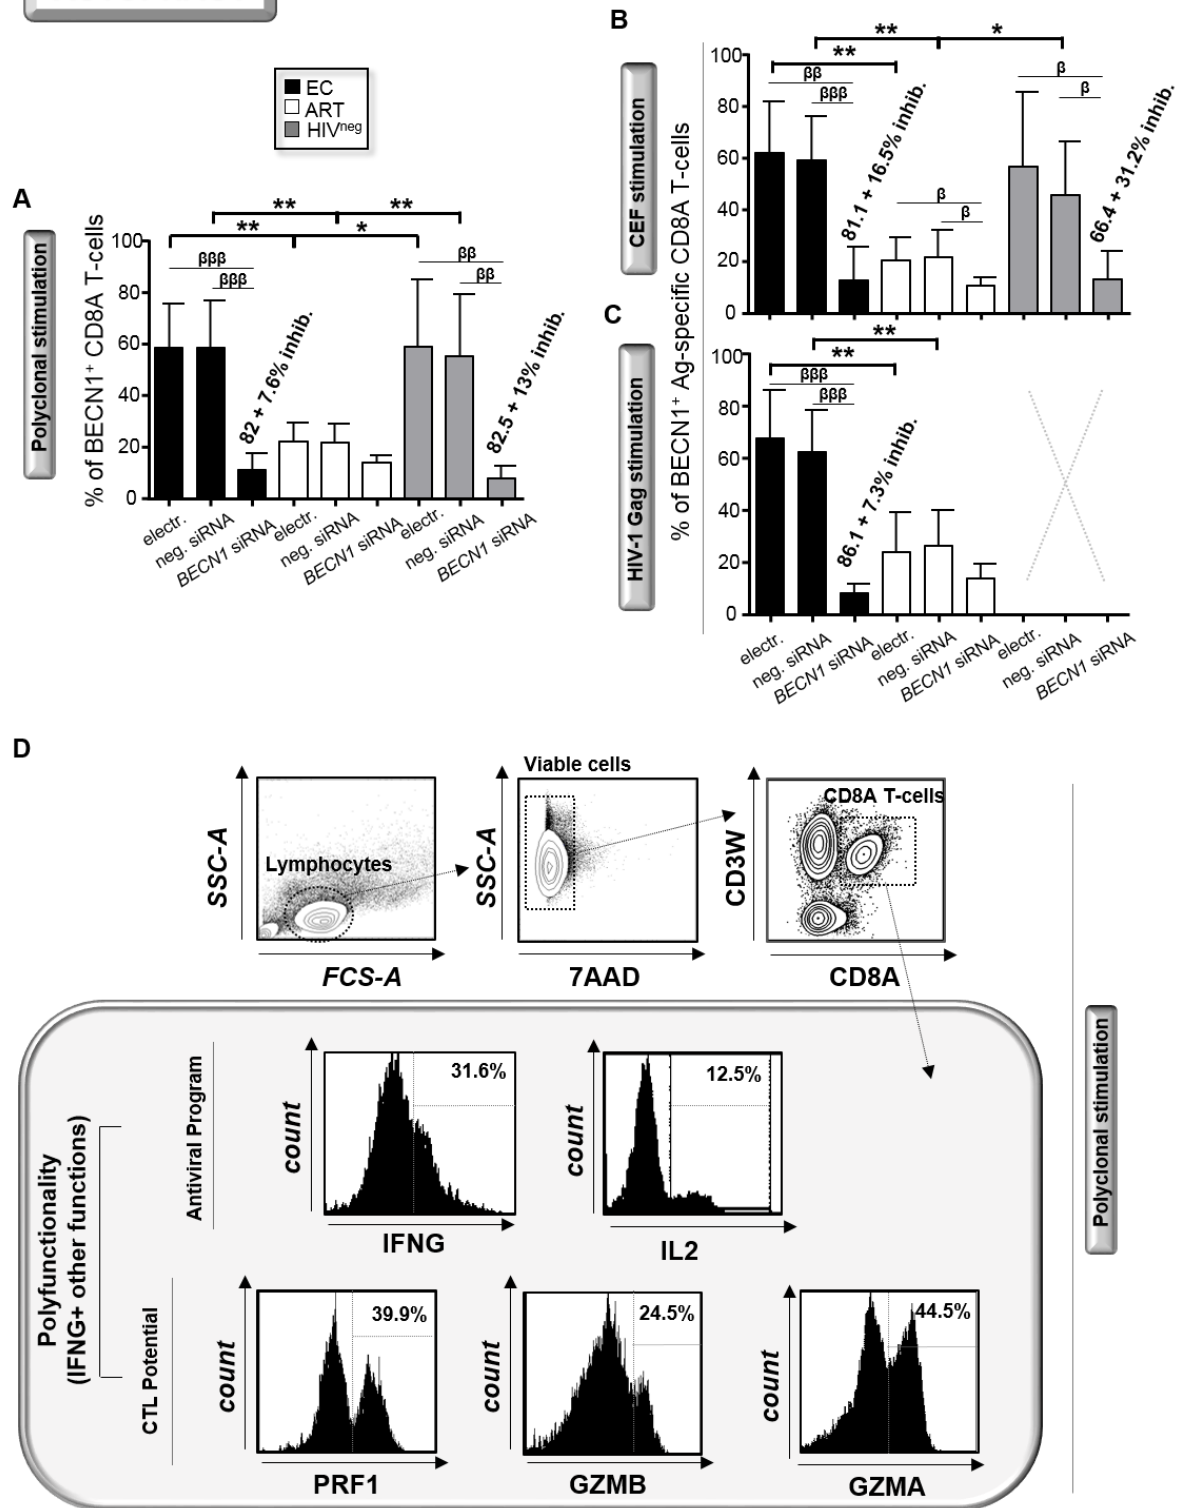 B
EC
ART
HIVneg
A
Polyclonal stimulation
% of BECN1+ CD8A T-cells
** **
** *
βββ
βββ
ββ
ββ
100
80
60
40
20
0
82 + 7.6% inhib.
82.5 + 13% inhib.
electr.
neg. siRNA
BECN1 siRNA
electr.
neg. siRNA
BECN1 siRNA
electr.
neg. siRNA
BECN1 siRNA
CEF stimulation
% of BECN1+ Ag-specific CD8A T-cells
** *
**
ββ
βββ
β
β
β
β
100
80
60
40
20
0
81.1 + 16.5% inhib.
66.4 + 31.2% inhib.
C
HIV-1 Gag stimulation
**
**
βββ
βββ
100
80
60
40
20
0
86.1 + 7.3% inhib.
electr.
neg. siRNA
BECN1 siRNA
electr.
neg. siRNA
BECN1 siRNA
electr.
neg. siRNA
BECN1 siRNA
D
SSC-A
Lymphocytes
FCS-A
Viable cells
SSC-A
7AAD
CD8A T-cells
CD3W
CD8A
Polyclonal stimulation
Polyfunctionality
(IFNG+ other functions)
Antiviral Program
count
31.6%
IFNG
count
12.5%
IL2
CTL Potential
count
39.9%
PRF1
count
24.5%
GZMB
count
44.5%
GZMA